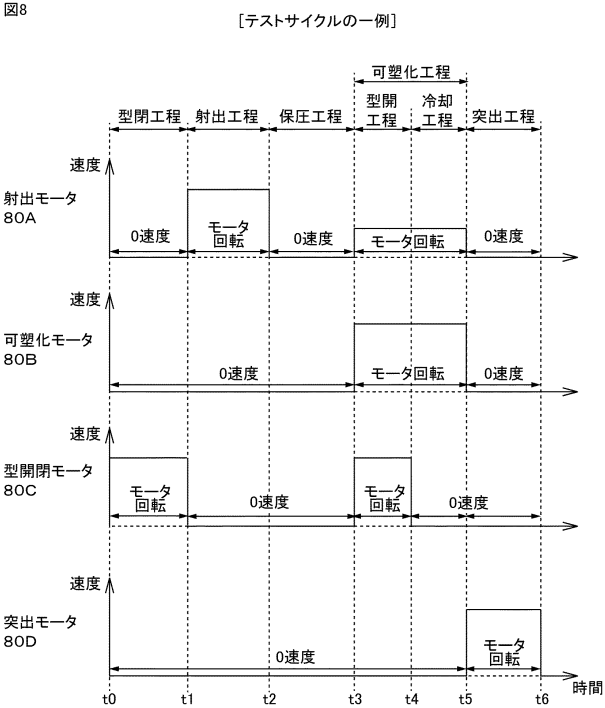 図8
[テストサイクルの一例]
可塑化工程
型閉工程 射出工程 保圧工程 型開工程 冷却工程 突出工程
速度
射出モータ
80A
0速度 モータ回転 0速度 モータ回転 0速度
速度
可塑化モータ
80B
0速度 モータ回転 0速度
速度
型開閉モータ
80C
モータ回転 0速度 モータ回転 0速度
速度
突出モータ
80D
0速度 モータ回転
時間
t0 t1 t2 t3 t4 t5 t6